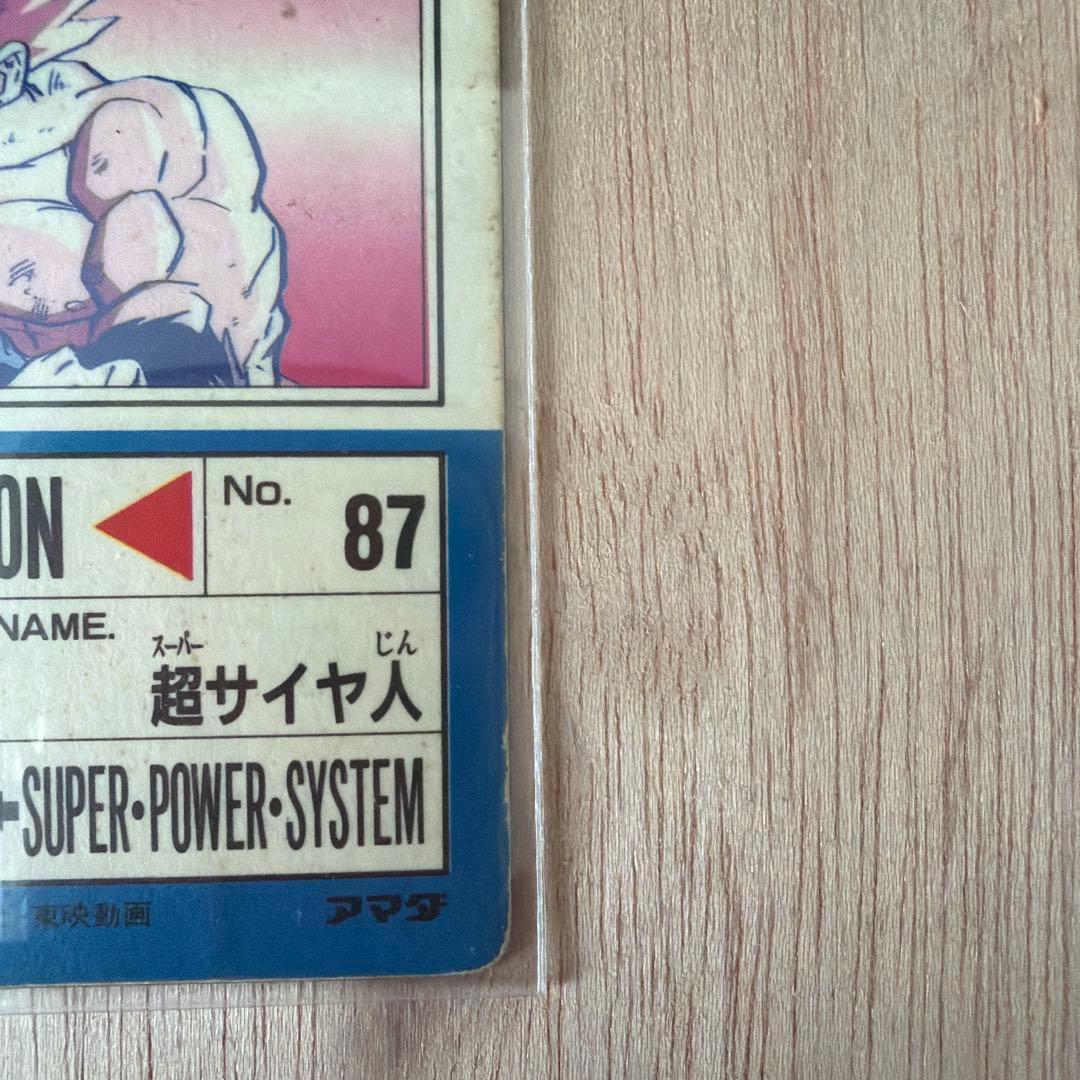 ON No. 87
NAME.
スーパー じん
超サイヤ人
SUPER・POWER・SYSTEM
東映動画 アマダ